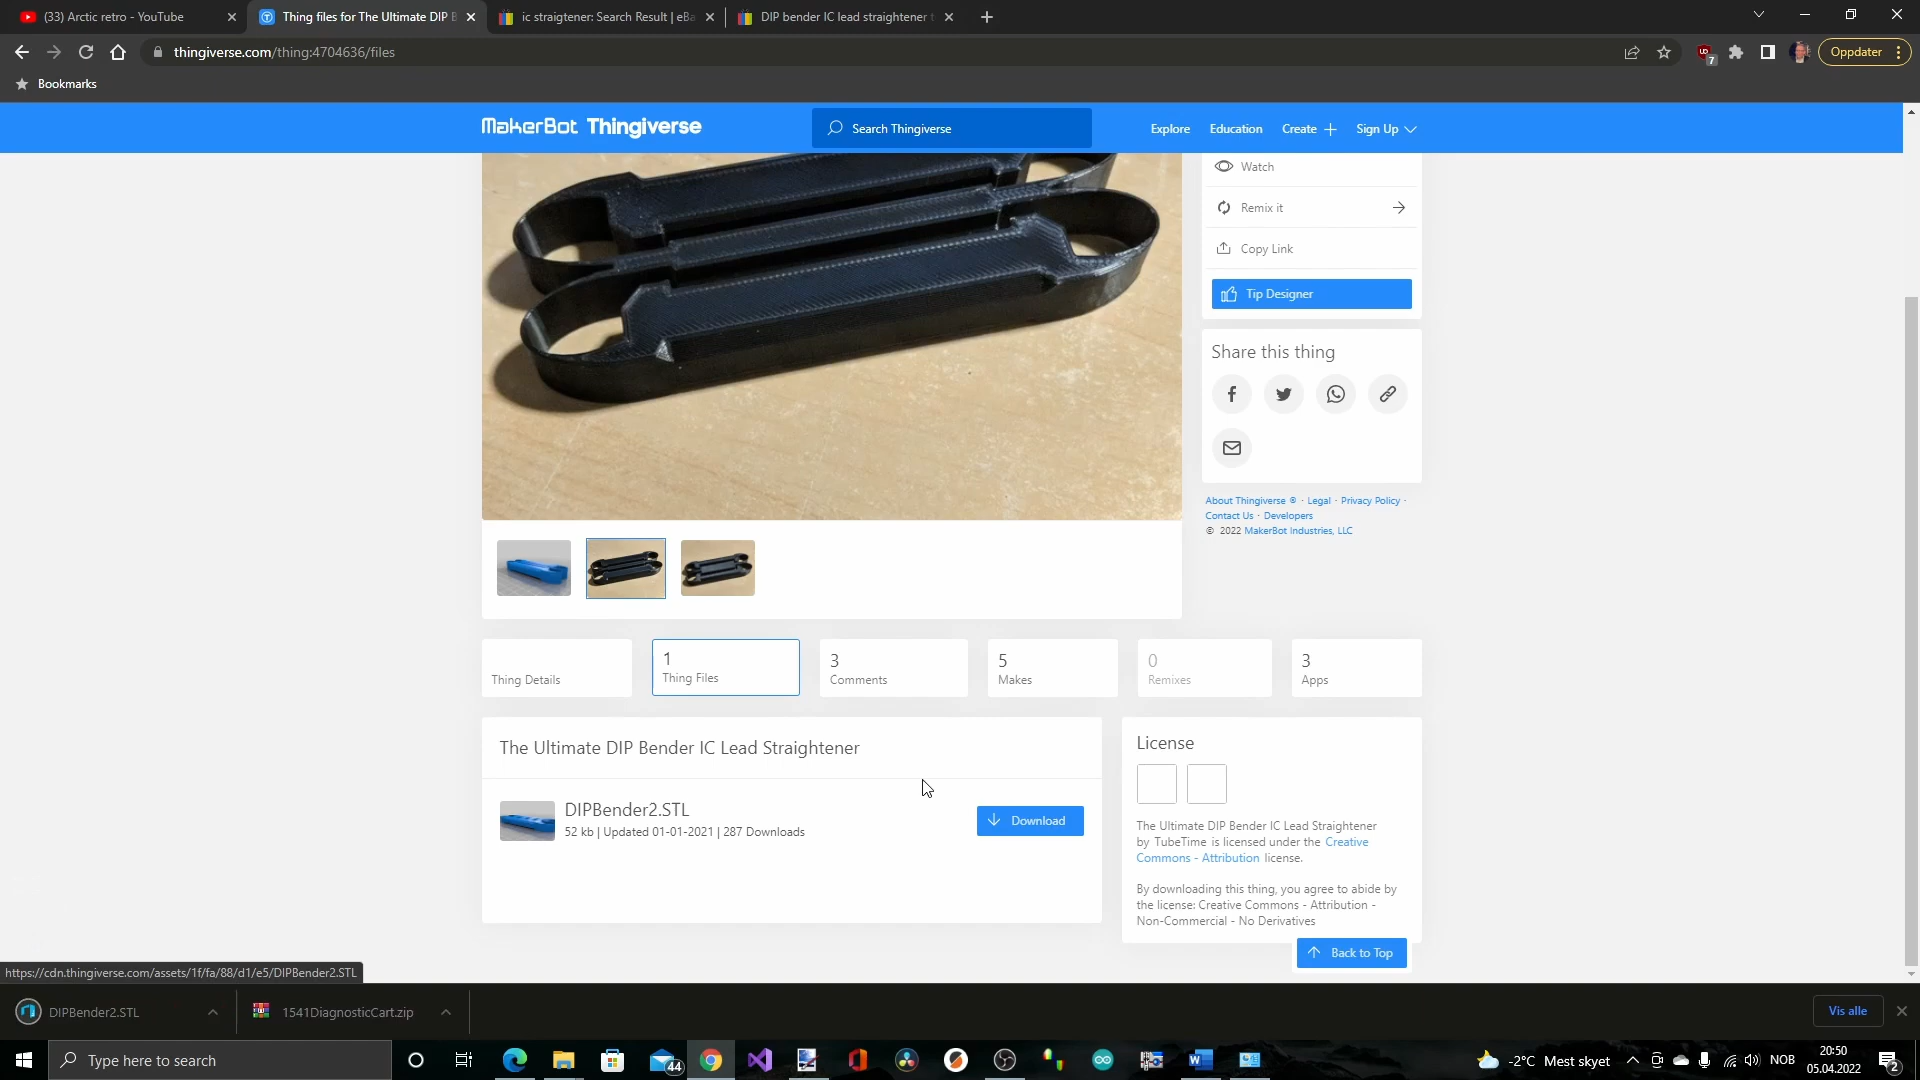 (33) Arctic retro - YouTube
Thing files for The Ultimate DIP B
ic straigtener: Search Result | eBa
DIP bender IC lead straightener t
thingiverse.com/thing:4704636/files
7
Oppdater
Bookmarks
MakerBot Thingiverse
Search Thingiverse
Explore
Education
Create
Sign Up
Watch
Remix it
Copy Link
Tip Designer
Share this thing
About Thingiverse ® · Legal · Privacy Policy ·
Contact Us · Developers
© 2022 MakerBot Industries, LLC
Thing Details
1
Thing Files
3
Comments
5
Makes
0
Remixes
3
Apps
The Ultimate DIP Bender IC Lead Straightener
DIPBender2.STL
52 kb | Updated 01-01-2021 | 287 Downloads
Download
License
The Ultimate DIP Bender IC Lead Straightener
by TubeTime is licensed under the Creative
Commons - Attribution license.
By downloading this thing, you agree to abide by
the license: Creative Commons - Attribution -
Non-Commercial - No Derivatives
Back to Top
https://cdn.thingiverse.com/assets/1f/fa/88/d1/e5/DIPBender2.STL
DIPBender2.STL
1541DiagnosticCart.zip
Vis alle
Type here to search
44
-2°C Mest skyet
NOB
20:50
05.04.2022
2